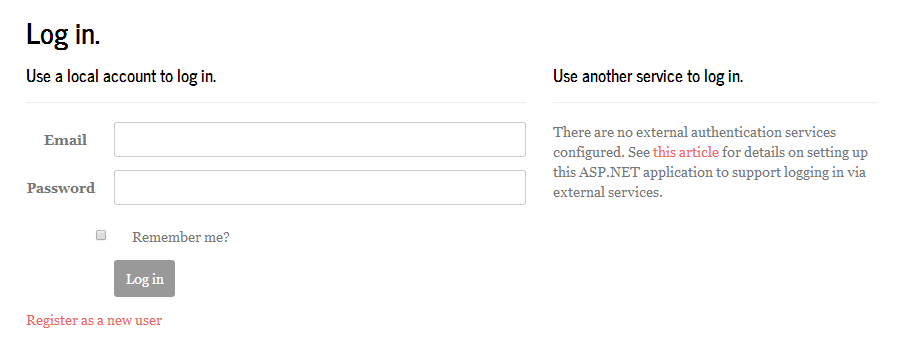 Log in.
Use a local account to log in.
Email
Password
Remember me?
Log in
Register as a new user
Use another service to log in.
There are no external authentication services
configured. See this article for details on setting up
this ASP.NET application to support logging in via
external services.